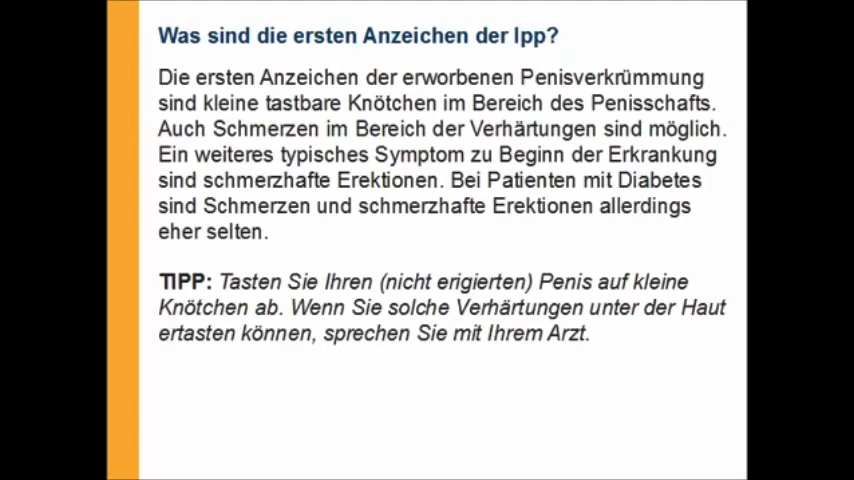 Was sind die ersten Anzeichen der Ipp?
Die ersten Anzeichen der erworbenen Penisverkrümmung
sind kleine tastbare Knötchen im Bereich des Penisschafts.
Auch Schmerzen im Bereich der Verhärtungen sind möglich.
Ein weiteres typisches Symptom zu Beginn der Erkrankung
sind schmerzhafte Erektionen. Bei Patienten mit Diabetes
sind Schmerzen und schmerzhafte Erektionen allerdings
eher selten.
TIPP: Tasten Sie Ihren (nicht erigierten) Penis auf kleine
Knötchen ab. Wenn Sie solche Verhärtungen unter der Haut
ertasten können, sprechen Sie mit Ihrem Arzt.